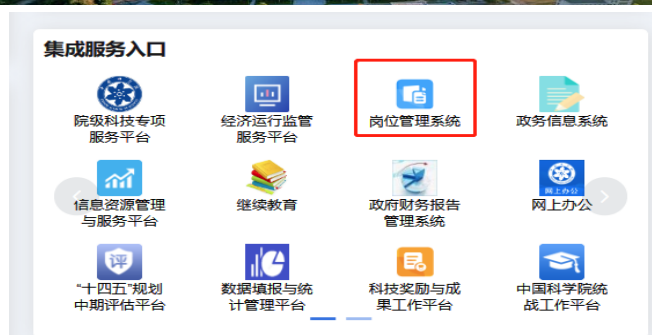 集成服务入口
院级科技专项
服务平台
经济运行监管
服务平台
岗位管理系统
政务信息系统
信息资源管理
与服务平台
继续教育
政府财务报告
管理系统
网上办公
网上办公
评
“十四五”规划
中期评估平台
数据填报与统
计管理平台
科技奖励与成
果工作平台
中国科学院统
战工作平台